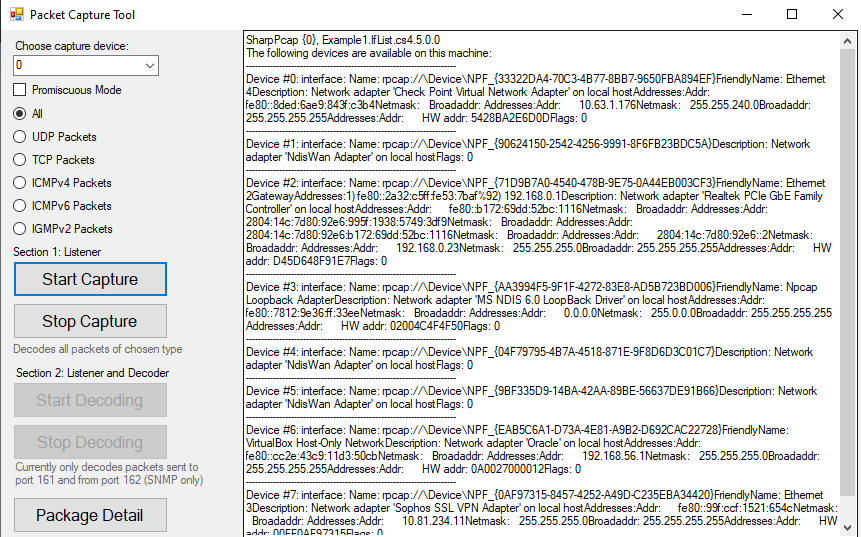 Packet Capture Tool
Choose capture device:
0
Promiscuous Mode
All
UDP Packets
TCP Packets
ICMPv4 Packets
ICMPv6 Packets
IGMPv2 Packets
Section 1: Listener
Start Capture
Stop Capture
Decodes all packets of chosen type
Section 2: Listener and Decoder
Start Decoding
Stop Decoding
Currently only decodes packets sent to
port 161 and from port 162 (SNMP only)
Package Detail
SharpPcap {0}, Example1.IfList.cs4.5.0.0
The following devices are available on this machine:
----------------------------------------------------------------------
Device #0: interface: Name: rpcap://\Device\NPF_{33322DA4-70C3-4B77-8BB7-9650FBA894EF}FriendlyName: Ethernet
4Description: Network adapter 'Check Point Virtual Network Adapter' on local hostAddresses:Addr:
fe80::8ded:6ae9:843f:c3b4Netmask: Broadaddr: Addresses:Addr: 10.63.1.176Netmask: 255.255.240.0Broadaddr:
255.255.255.255Addresses:Addr: HW addr: 5428BA2E6D0DFlags: 0
----------------------------------------------------------------------
Device #1: interface: Name: rpcap://\Device\NPF_{90624150-2542-4256-9991-8F6FB23BDC5A}Description: Network
adapter 'NdisWan Adapter' on local hostFlags: 0
----------------------------------------------------------------------
Device #2: interface: Name: rpcap://\Device\NPF_{71D9B7A0-4540-478B-9E75-0A44EB003CF3}FriendlyName: Ethernet
2GatewayAddresses:1) fe80::2a32:c5ff:fe53:7baf%92) 192.168.0.1Description: Network adapter 'Realtek PCIe GbE Family
Controller' on local hostAddresses:Addr: fe80::b172:69dd:52bc:1116Netmask: Broadaddr: Addresses:Addr:
2804:14c:7d80:92e6:995f:1938:5749:3df9Netmask: Broadaddr: Addresses:Addr:
2804:14c:7d80:92e6:b172:69dd:52bc:1116Netmask: Broadaddr: Addresses:Addr: 2804:14c:7d80:92e6::2Netmask:
Broadaddr: Addresses:Addr: 192.168.0.23Netmask: 255.255.255.0Broadaddr: 255.255.255.255Addresses:Addr: HW
addr: D45D648F91E7Flags: 0
----------------------------------------------------------------------
Device #3: interface: Name: rpcap://\Device\NPF_{AA3994F5-9F1F-4272-83E8-AD5B723BD006}FriendlyName: Npcap
Loopback AdapterDescription: Network adapter 'MS NDIS 6.0 LoopBack Driver' on local hostAddresses:Addr:
fe80::7812:9e36:ff:33eeNetmask: Broadaddr: Addresses:Addr: 0.0.0.0Netmask: 255.0.0.0Broadaddr: 255.255.255.255
Addresses:Addr: HW addr: 02004C4F4F50Flags: 0
----------------------------------------------------------------------
Device #4: interface: Name: rpcap://\Device\NPF_{04F79795-4B7A-4518-871E-9F8D6D3C01C7}Description: Network
adapter 'NdisWan Adapter' on local hostFlags: 0
----------------------------------------------------------------------
Device #5: interface: Name: rpcap://\Device\NPF_{9BF335D9-14BA-42AA-89BE-56637DE91B66}Description: Network
adapter 'NdisWan Adapter' on local hostFlags: 0
----------------------------------------------------------------------
Device #6: interface: Name: rpcap://\Device\NPF_{EAB5C6A1-D73A-4E81-A9B2-D692CAC22728}FriendlyName:
VirtualBox Host-Only NetworkDescription: Network adapter 'Oracle' on local hostAddresses:Addr:
fe80::cc2e:43c9:11d3:50cbNetmask: Broadaddr: Addresses:Addr: 192.168.56.1Netmask: 255.255.255.0Broadaddr:
255.255.255.255Addresses:Addr: HW addr: 0A0027000012Flags: 0
----------------------------------------------------------------------
Device #7: interface: Name: rpcap://\Device\NPF_{0AF97315-8457-4252-A49D-C235EBA34420}FriendlyName: Ethernet
3Description: Network adapter 'Sophos SSL VPN Adapter' on local hostAddresses:Addr: fe80::99f:ccf:1521:654cNetmask:
Broadaddr: Addresses:Addr: 10.81.234.11Netmask: 255.255.255.0Broadaddr: 255.255.255.255Addresses:Addr: HW
addr: 00FF0AF97315Flags: 0